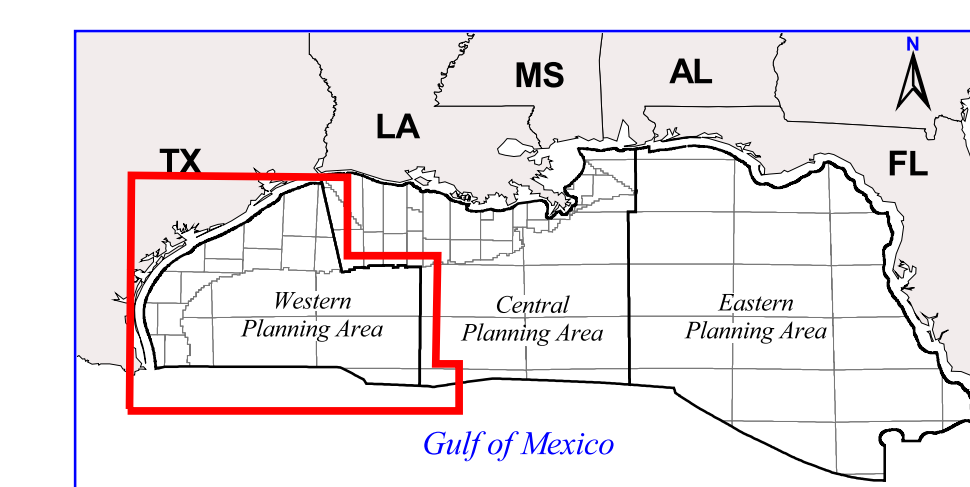 N
MS
AL
LA
TX
FL
Western
Planning Area
Central
Planning Area
Eastern
Planning Area
Gulf of Mexico